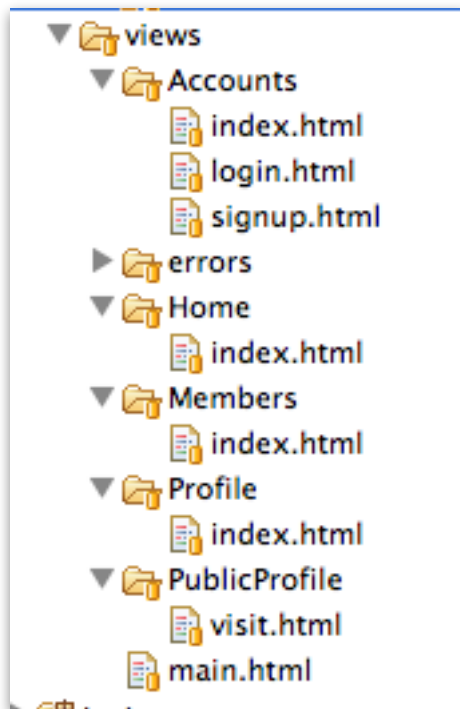 views
Accounts
index.html
login.html
signup.html
errors
Home
index.html
Members
index.html
Profile
index.html
PublicProfile
visit.html
main.html